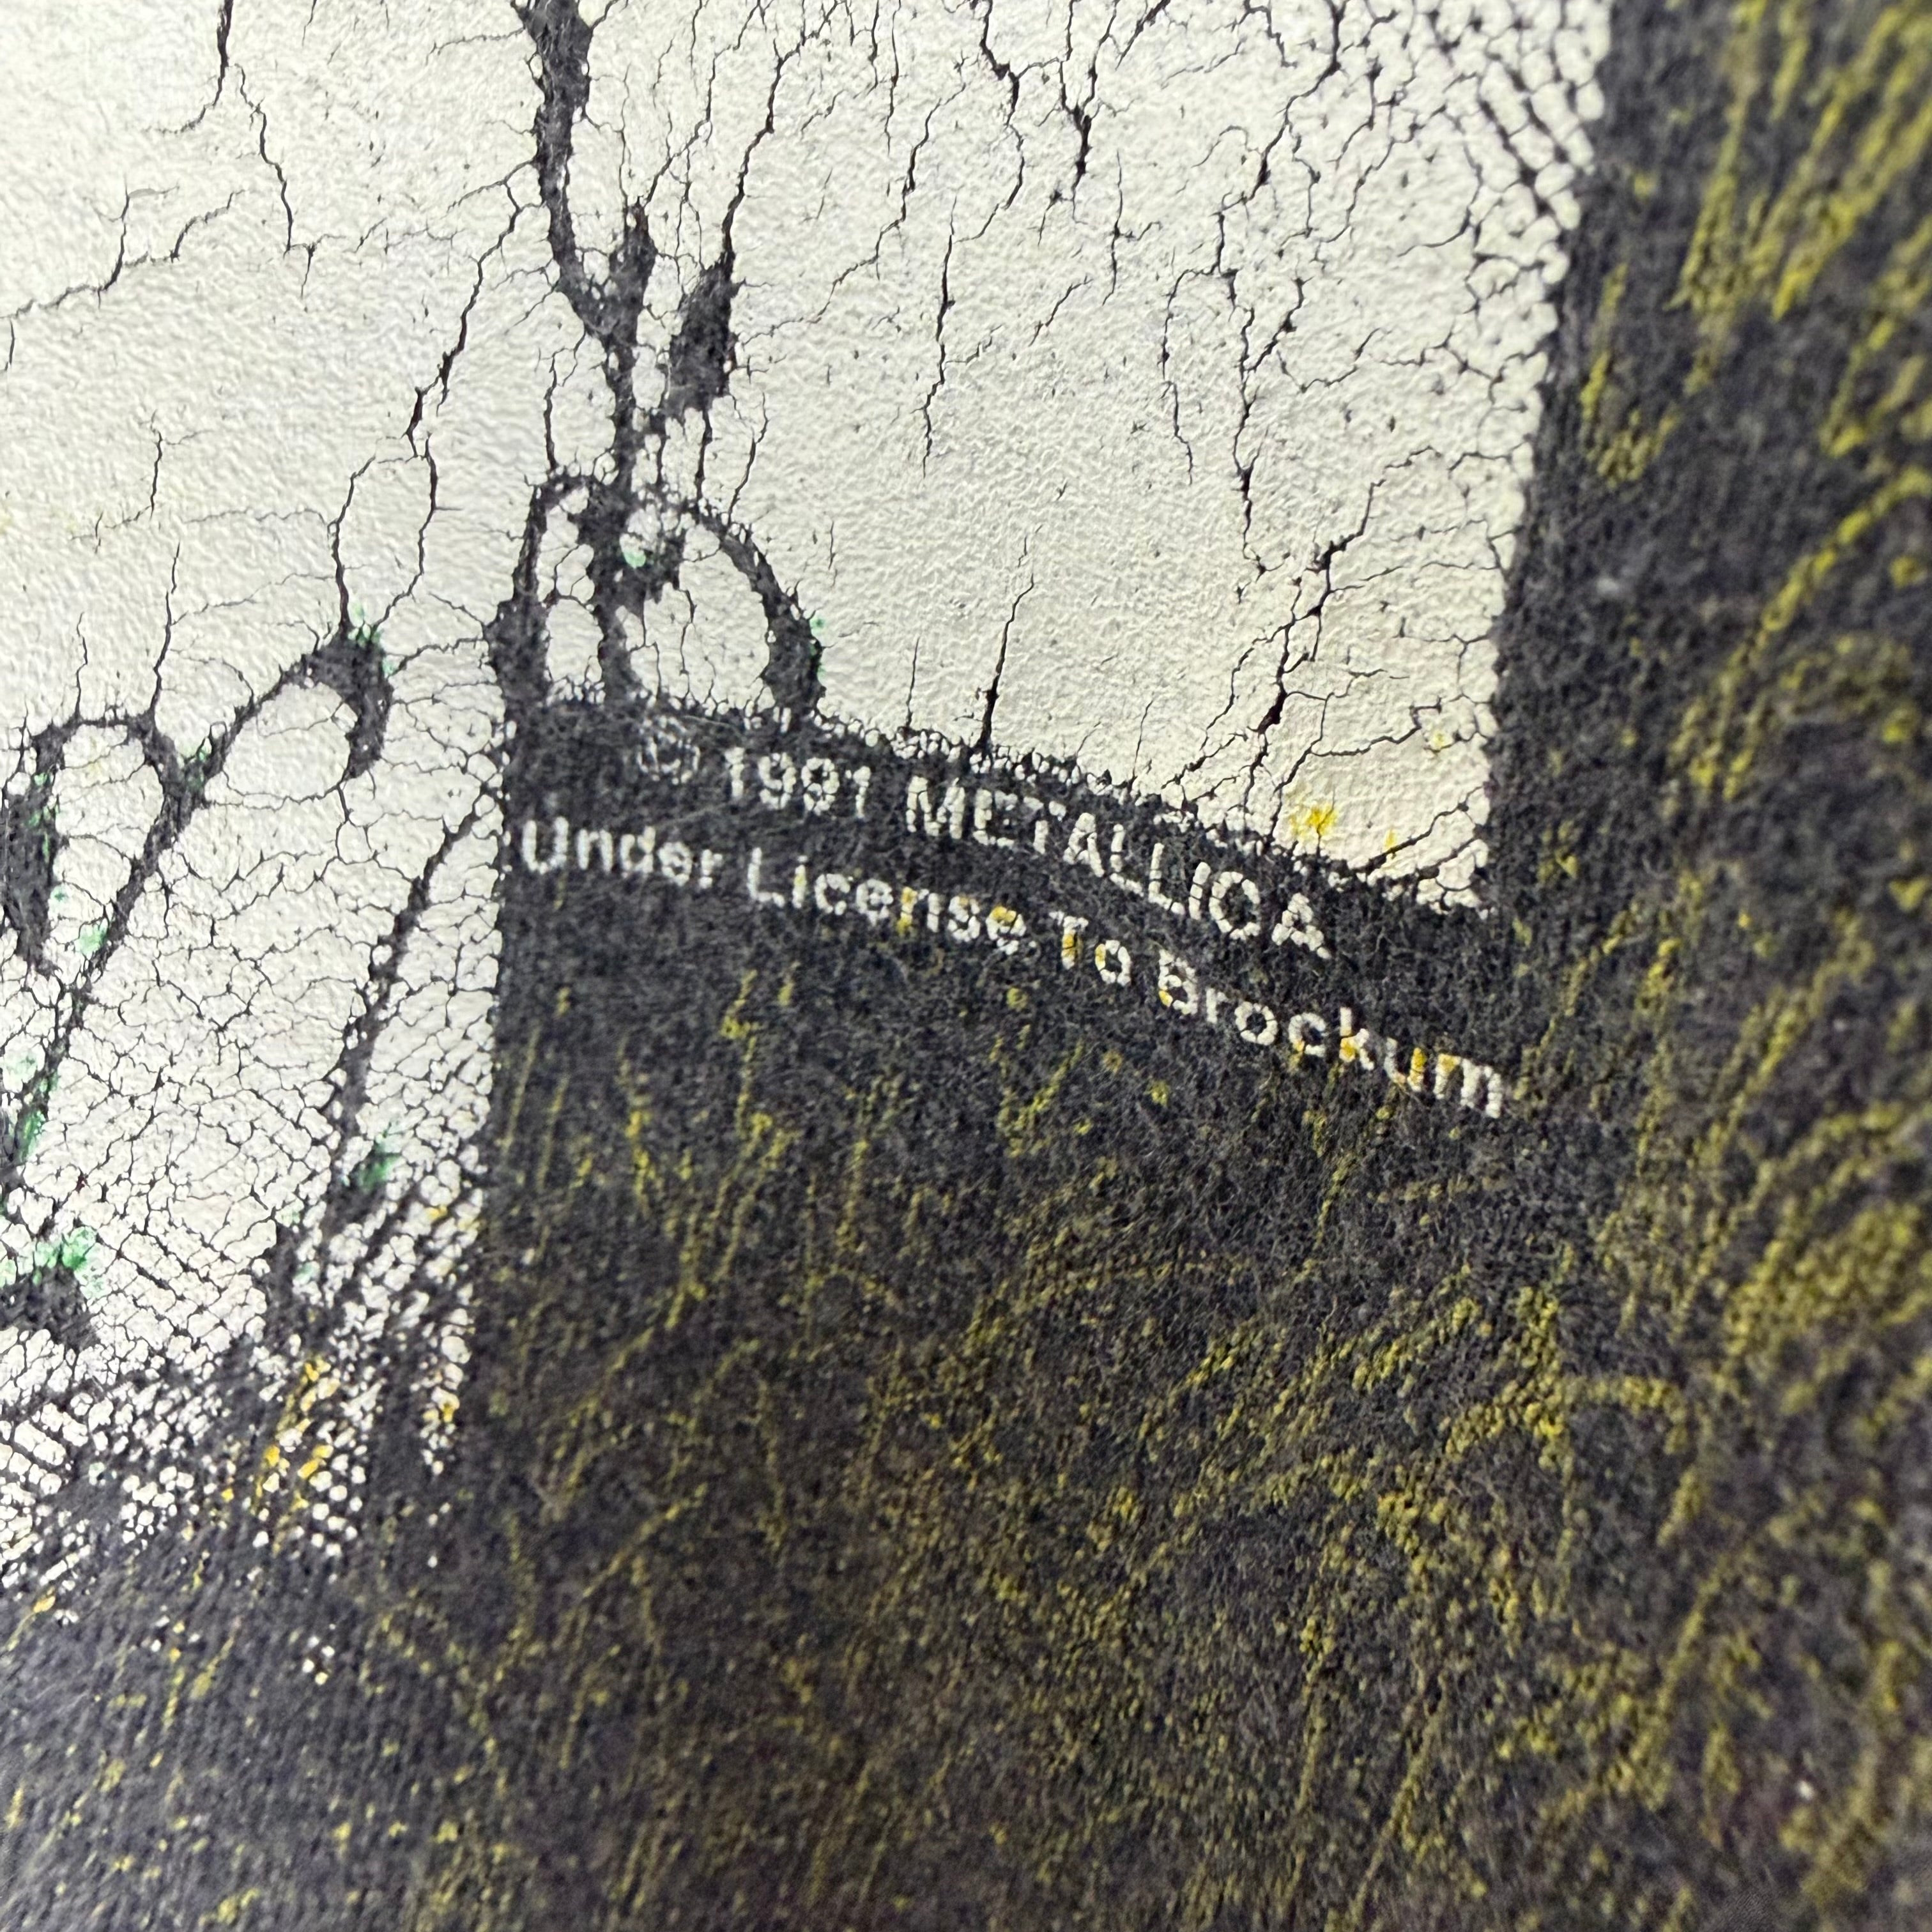 © 1991 METALLICA
Under License To Brockum